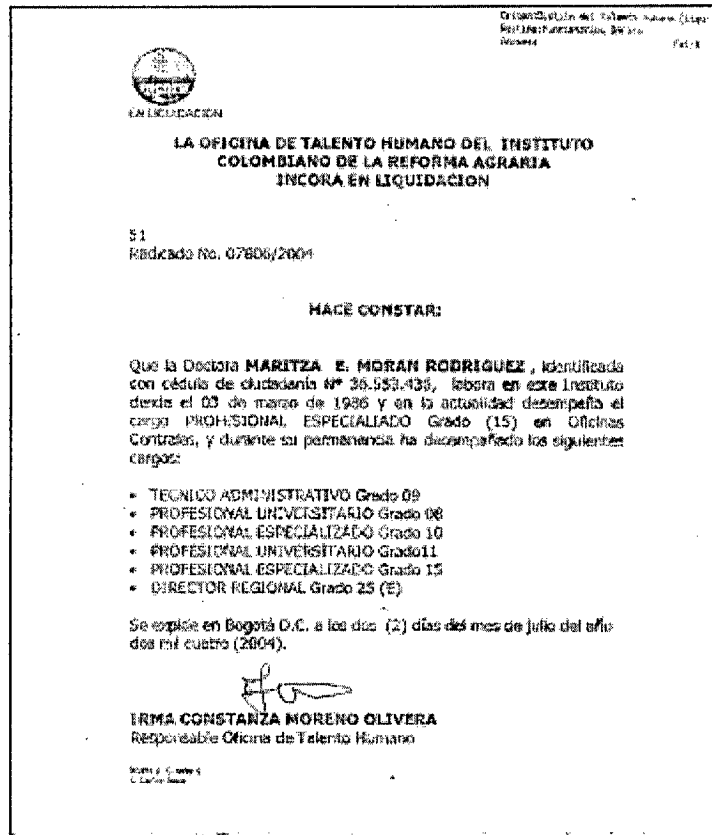 EN LIQUIDACION
LA OFICINA DE TALENTO HUMANO DEL INSTITUTO
COLOMBIANO DE LA REFORMA AGRARIA
INCORA EN LIQUIDACION
51
Radicado No. 07806/2004
HACE CONSTAR:
Que la Doctora MARITZA E. MORAN RODRIGUEZ , identificada
con cédula de ciudadanía Nº 36.553.435, labora en este Instituto
desde el 03 de marzo de 1986 y en la actualidad desempeña el
cargo PROFESIONAL ESPECIALIADO Grado (15) en Oficinas
Centrales, y durante su permanencia ha desempeñado los siguientes
cargos:
• TECNICO ADMINISTRATIVO Grado 09
• PROFESIONAL UNIVERSITARIO Grado 08
• PROFESIONAL ESPECIALIZADO Grado 10
• PROFESIONAL UNIVERSITARIO Grado11
• PROFESIONAL ESPECIALIZADO Grado 15
• DIRECTOR REGIONAL Grado 25 (E)
Se expide en Bogotá D.C. a los dos (2) días del mes de julio del año
dos mil cuatro (2004).
IRMA CONSTANZA MORENO OLIVERA
Responsable Oficina de Talento Humano